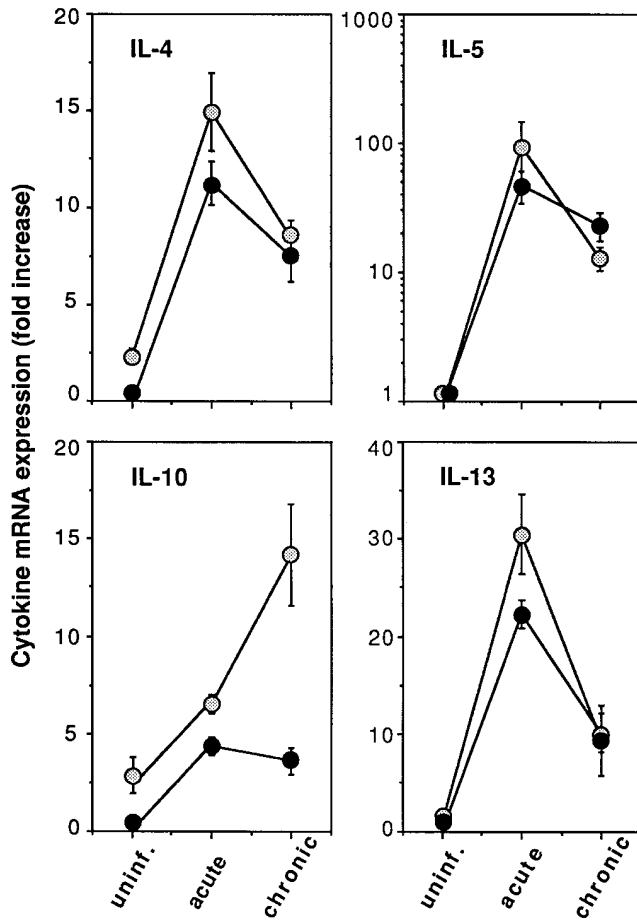 Cytokine mRNA expression (fold increase)
20
15
10
5
0
IL-4
1000
100
10
1
IL-5
20
15
10
5
0
IL-10
40
30
20
10
0
IL-13
uninf.
acute
chronic
uninf.
acute
chronic